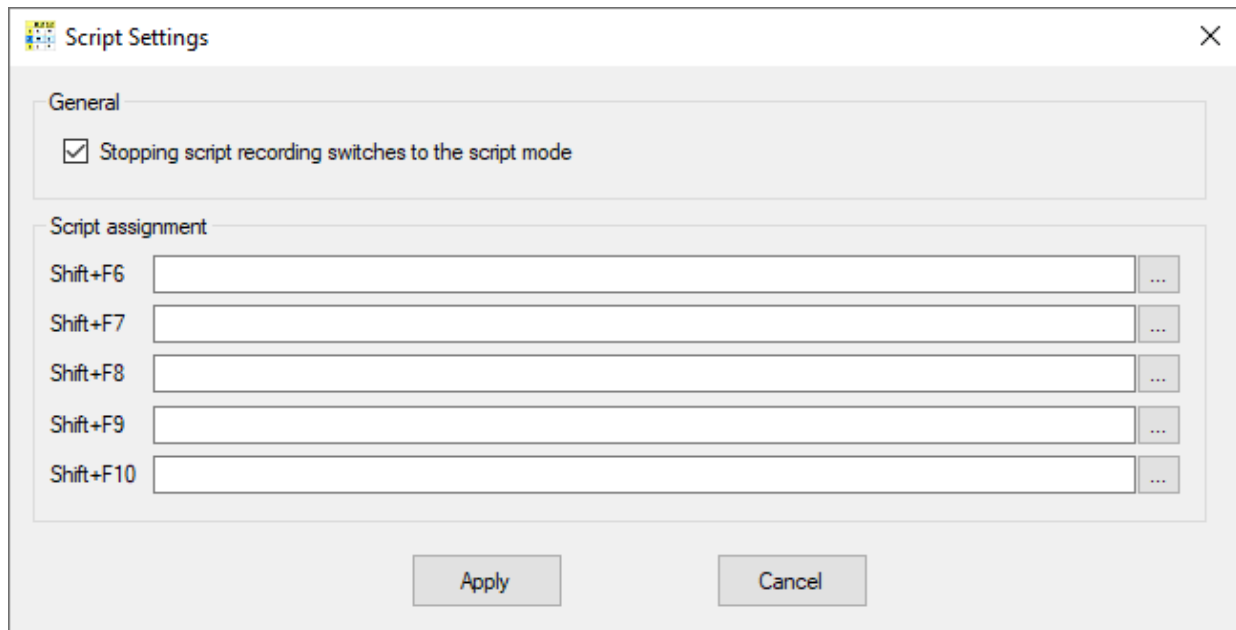 Script Settings
General
Stopping script recording switches to the script mode
Script assignment
Shift+F6 ...
Shift+F7 ...
Shift+F8 ...
Shift+F9 ...
Shift+F10 ...
Apply Cancel